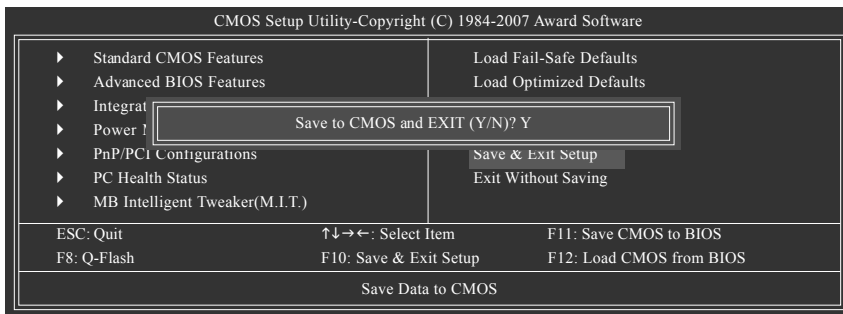 CMOS Setup Utility-Copyright (C) 1984-2007 Award Software
Standard CMOS Features
Advanced BIOS Features
Integrat
Power
PnP/PCI Configurations
PC Health Status
MB Intelligent Tweaker(M.I.T.)
Load Fail-Safe Defaults
Load Optimized Defaults
Save & Exit Setup
Exit Without Saving
Save to CMOS and EXIT (Y/N)? Y
ESC: Quit ↑↓→←: Select Item F11: Save CMOS to BIOS
F8: Q-Flash F10: Save & Exit Setup F12: Load CMOS from BIOS
Save Data to CMOS